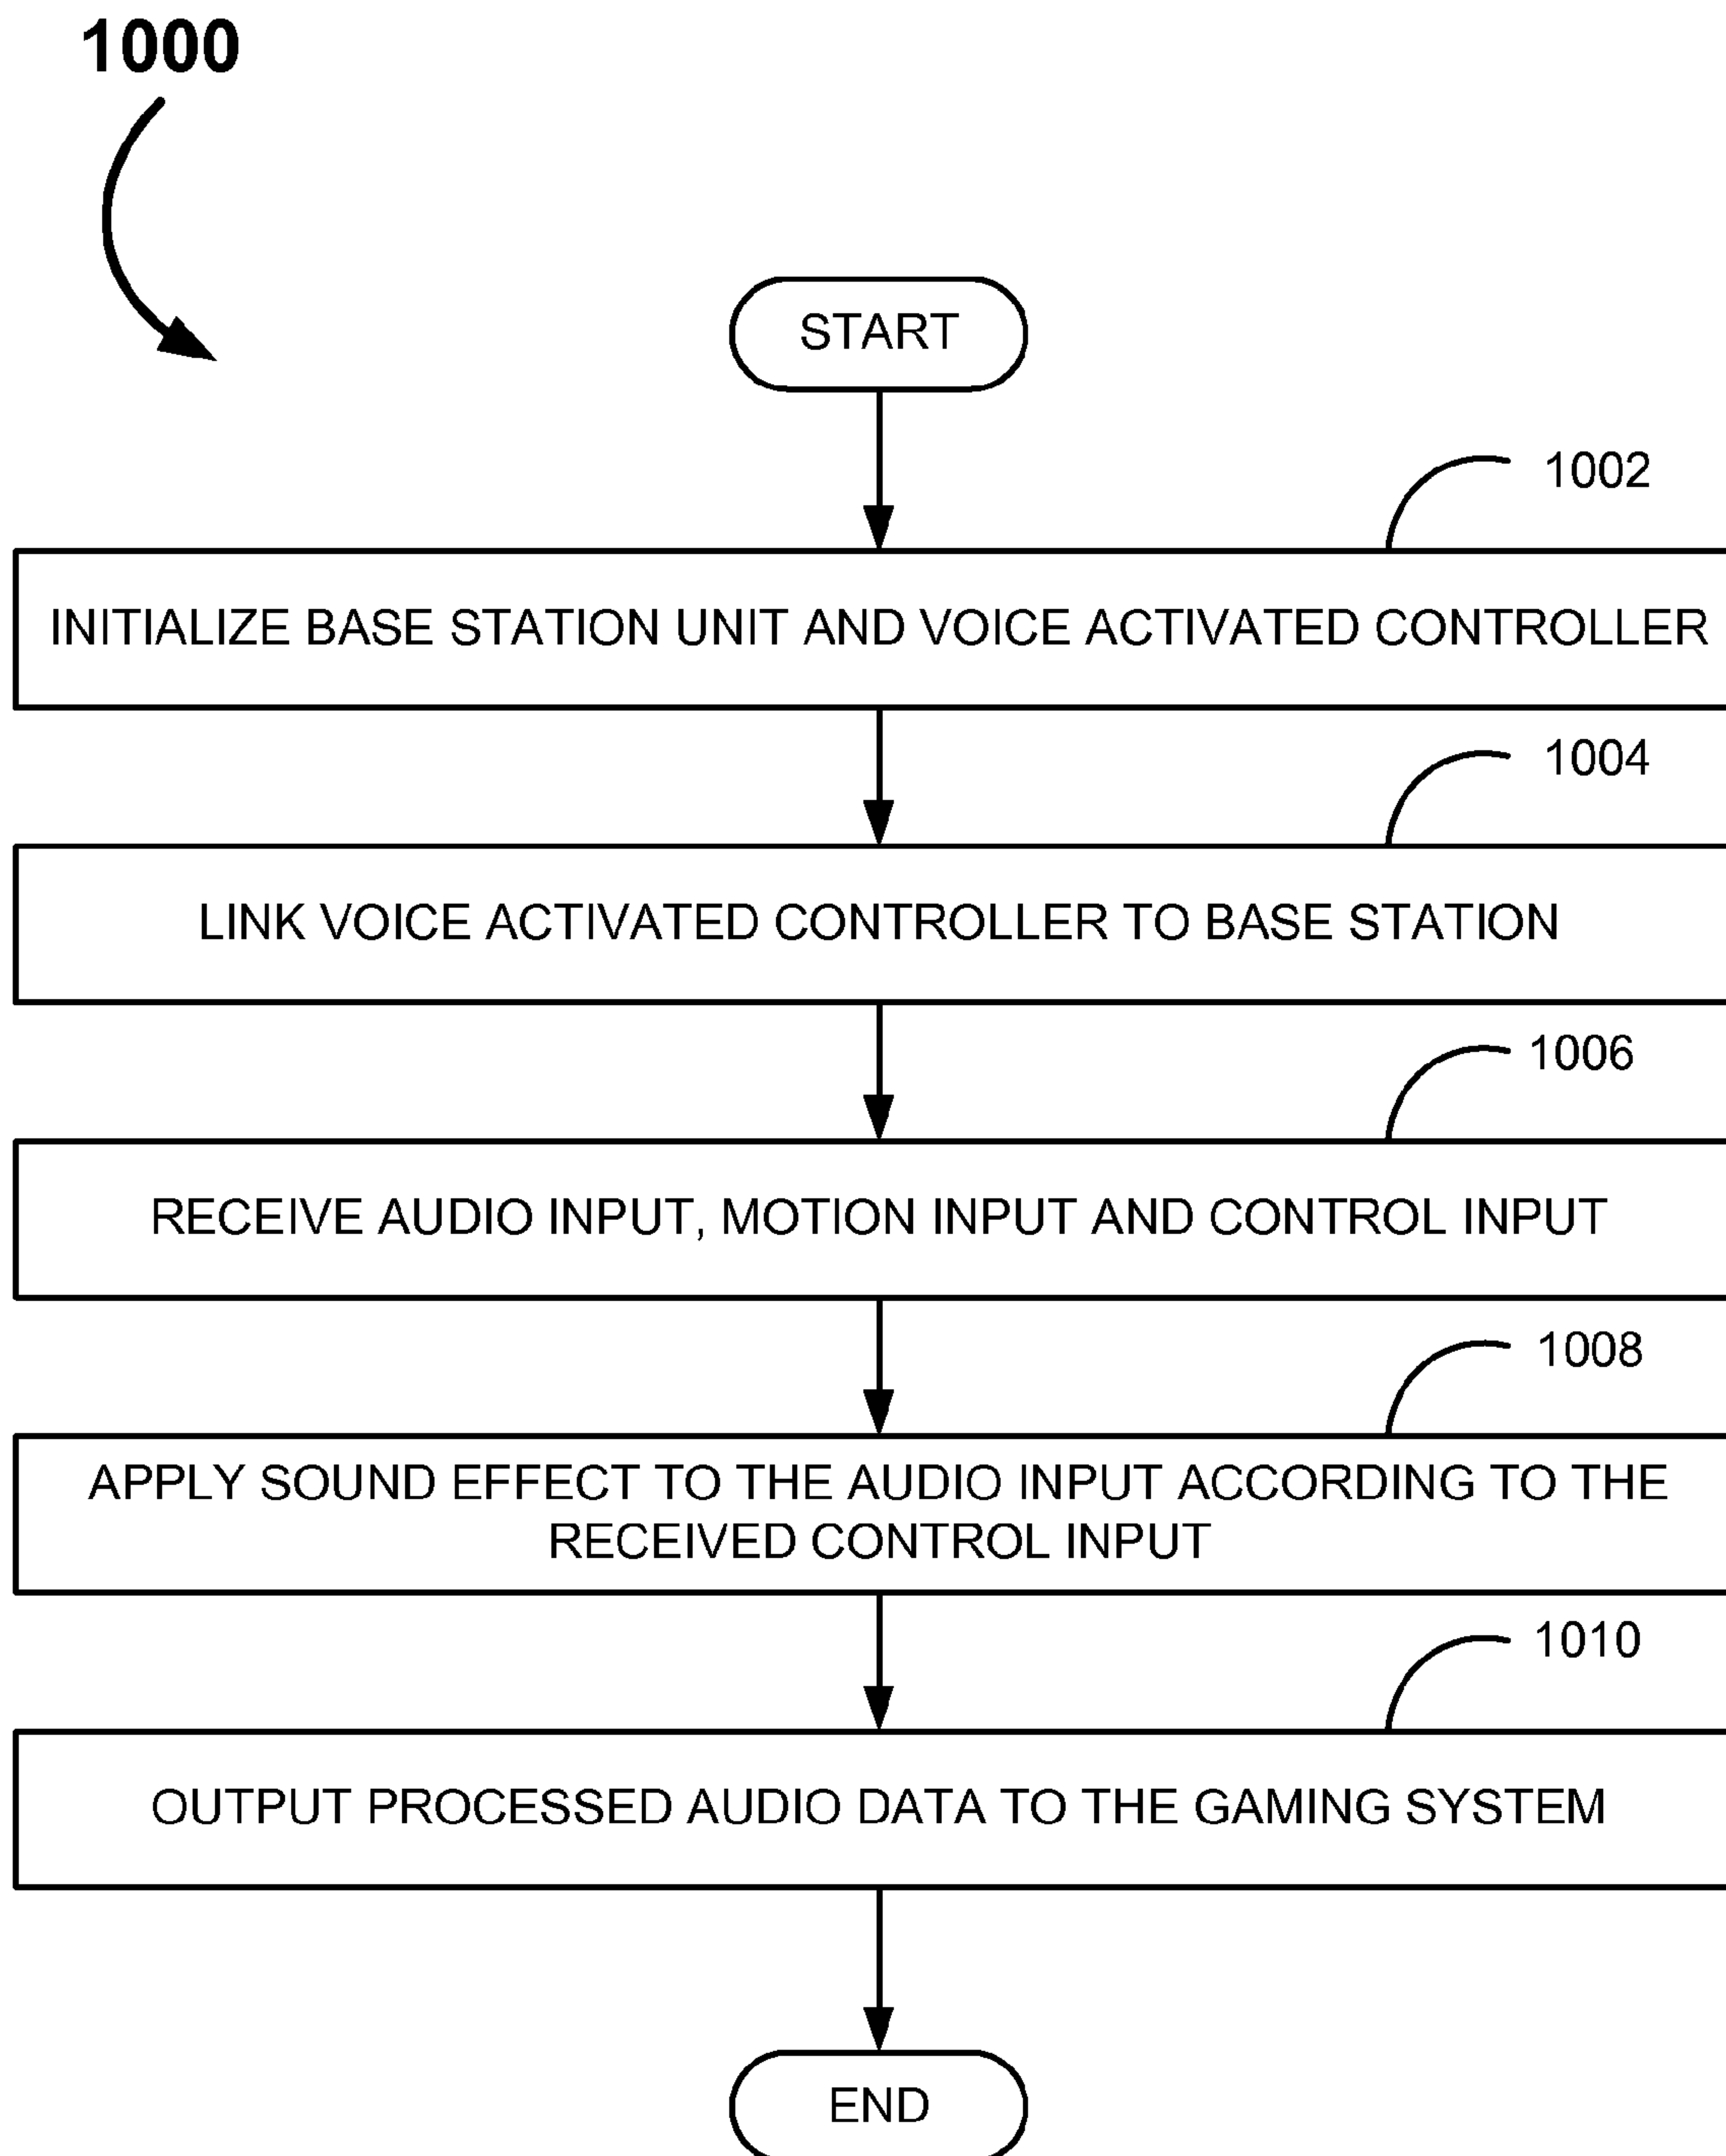 1000
START
1002
INITIALIZE BASE STATION UNIT AND VOICE ACTIVATED CONTROLLER
1004
LINK VOICE ACTIVATED CONTROLLER TO BASE STATION
1006
RECEIVE AUDIO INPUT, MOTION INPUT AND CONTROL INPUT
1008
APPLY SOUND EFFECT TO THE AUDIO INPUT ACCORDING TO THE
RECEIVED CONTROL INPUT
1010
OUTPUT PROCESSED AUDIO DATA TO THE GAMING SYSTEM
END